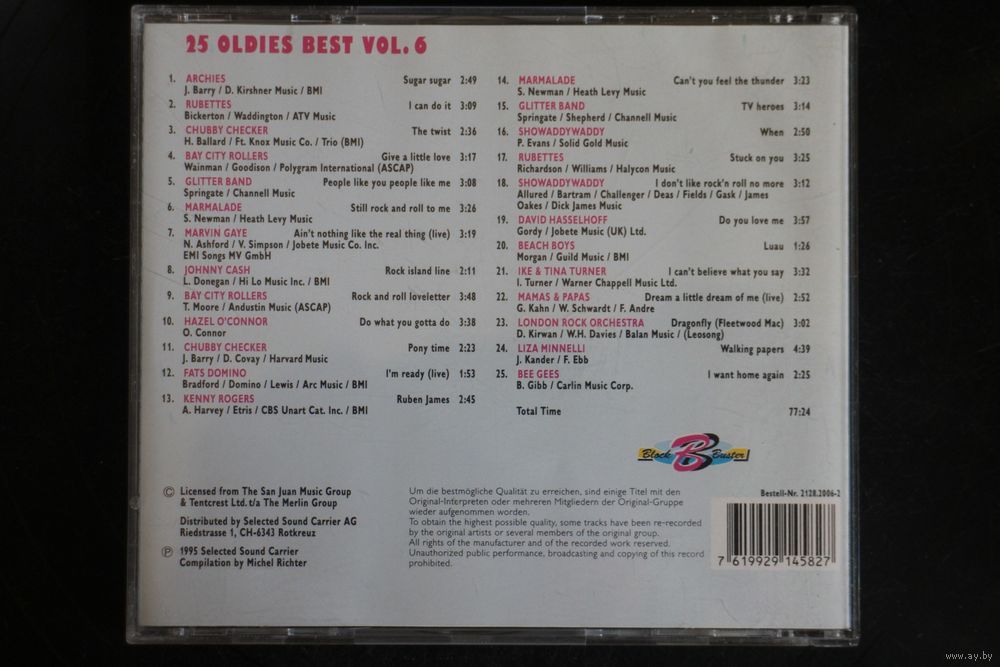 25 OLDIES BEST VOL. 6
1. ARCHIES Sugar sugar 2:49
J. Barry / D. Kirshner Music / BMI
2. RUBETTES I can do it 3:09
Bickerton / Waddington / ATV Music
3. CHUBBY CHECKER The twist 2:36
H. Ballard / Ft. Knox Music Co. / Trio (BMI)
4. BAY CITY ROLLERS Give a little love 3:17
Wainman / Goodison / Polygram International (ASCAP)
5. GLITTER BAND People like you people like me 3:08
Springate / Channell Music
6. MARMALADE Still rock and roll to me 3:26
S. Newman / Heath Levy Music
7. MARVIN GAYE Ain't nothing like the real thing (live) 3:19
N. Ashford / V. Simpson / Jobete Music Co. Inc.
EMI Songs MV GmbH
8. JOHNNY CASH Rock island line 2:11
L. Donegan / Hi Lo Music Inc. / BMI
9. BAY CITY ROLLERS Rock and roll loveletter 3:48
T. Moore / Andustin Music (ASCAP)
10. HAZEL O'CONNOR Do what you gotta do 3:38
O. Connor
11. CHUBBY CHECKER Pony time 2:23
J. Barry / D. Covay / Harvard Music
12. FATS DOMINO I'm ready (live) 1:53
Bradford / Domino / Lewis / Arc Music / BMI
13. KENNY ROGERS Ruben James 2:45
A. Harvey / Etris / CBS Unart Cat. Inc. / BMI
14. MARMALADE Can't you feel the thunder 3:23
S. Newman / Heath Levy Music
15. GLITTER BAND TV heroes 3:14
Springate / Shepherd / Channell Music
16. SHOWADDYWADDY When 2:50
P. Evans / Solid Gold Music
17. RUBETTES Stuck on you 3:25
Richardson / Williams / Halycon Music
18. SHOWADDYWADDY I don't like rock'n roll no more 3:12
Allured / Bartram / Challenger / Deas / Fields / Gask / James
Oakes / Dick James Music
19. DAVID HASSELHOFF Do you love me 3:57
Gordy / Jobete Music (UK) Ltd.
20. BEACH BOYS Luau 1:26
Morgan / Guild Music / BMI
21. IKE & TINA TURNER I can't believe what you say 3:32
I. Turner / Warner Chappell Music Ltd.
22. MAMAS & PAPAS Dream a little dream of me (live) 2:52
G. Kahn / W. Schwardt / F. Andre
23. LONDON ROCK ORCHESTRA Dragonfly (Fleetwood Mac) 3:02
D. Kirwan / W.H. Davies / Balan Music / (Leosong)
24. LIZA MINNELLI Walking papers 4:39
J. Kander / F. Ebb
25. BEE GEES I want home again 2:25
B. Gibb / Carlin Music Corp.
Total Time 77:24
Block B Buster!
© Licensed from The San Juan Music Group
& Tentcrest Ltd. t/a The Merlin Group
Distributed by Selected Sound Carrier AG
Riedstrasse 1, CH-6343 Rotkreuz
℗ 1995 Selected Sound Carrier
Compilation by Michel Richter
Um die bestmögliche Qualität zu erreichen, sind einige Titel mit den
Original-Interpreten oder mehreren Mitgliedern der Original-Gruppe
wieder aufgenommen worden.
To obtain the highest possible quality, some tracks have been re-recorded
by the original artists or several members of the original group.
All rights of the manufacturer and of the recorded work reserved.
Unauthorized public performance, broadcasting and copying of this record
prohibited.
Bestell-Nr. 2128.2006-2
7 619929 145827
www.ay.by